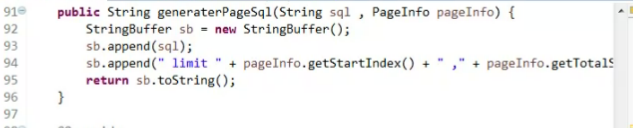 91 public String generaterPageSql(String sql , PageInfo pageInfo) {
92 StringBuffer sb = new StringBuffer();
93 sb.append(sql);
94 sb.append(" limit " + pageInfo.getStartIndex() + " ,"  + pageInfo.getTotalS
95 return sb.toString();
96 }
97